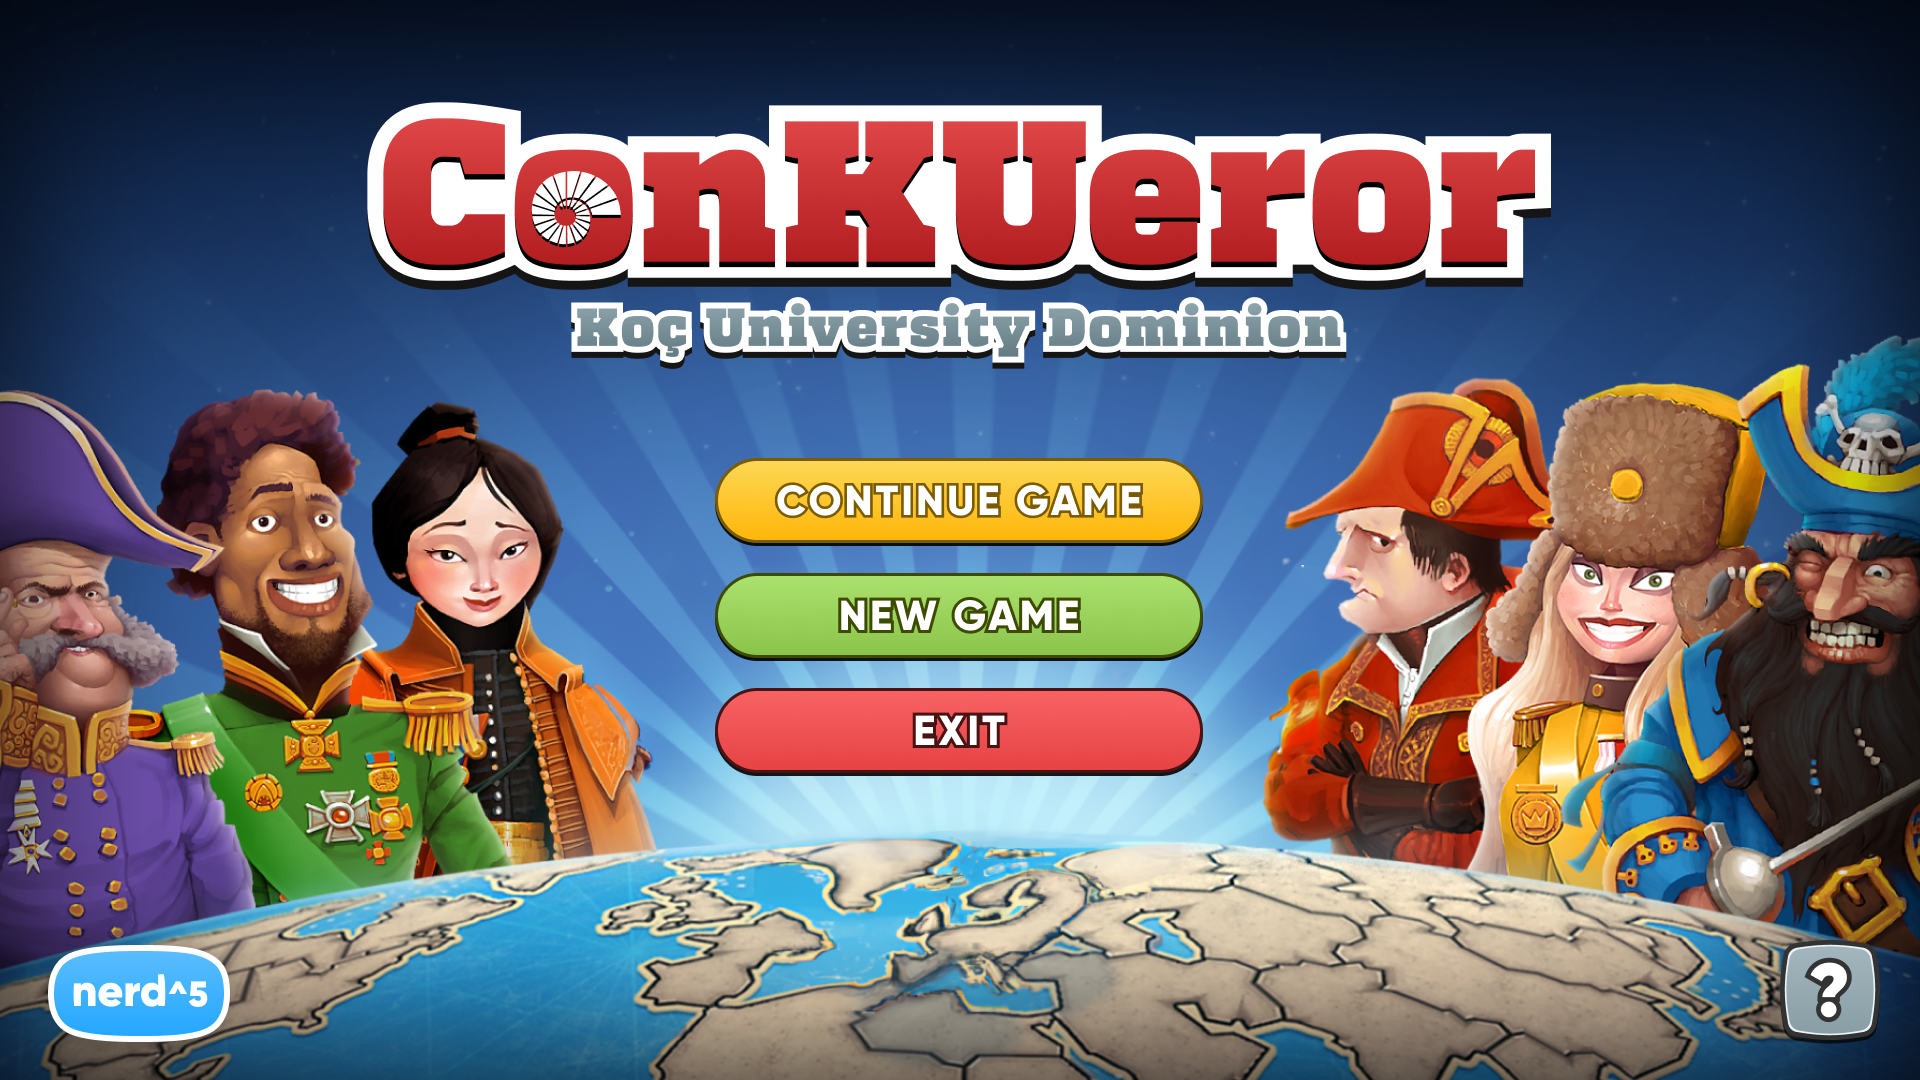 ConKUeror
Koç University Dominion
CONTINUE GAME
NEW GAME
EXIT
nerd^5
?